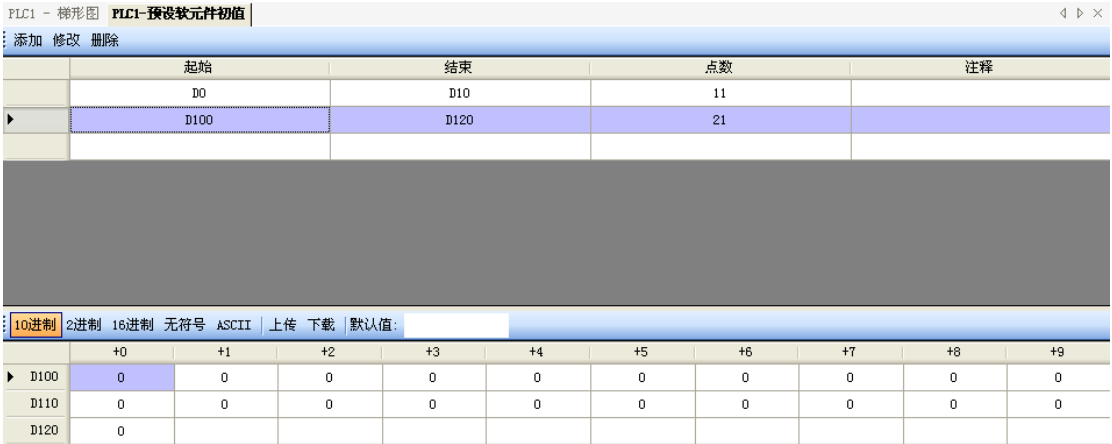 PLC1 - 梯形图 PLC1-预设软元件初值
添加 修改 删除
起始 结束 点数 注释
D0 D10 11
D100 D120 21
10进制 2进制 16进制 无符号 ASCII 上传 下载 默认值:
+0 +1 +2 +3 +4 +5 +6 +7 +8 +9
D100 0 0 0 0 0 0 0 0 0 0
D110 0 0 0 0 0 0 0 0 0 0
D120 0